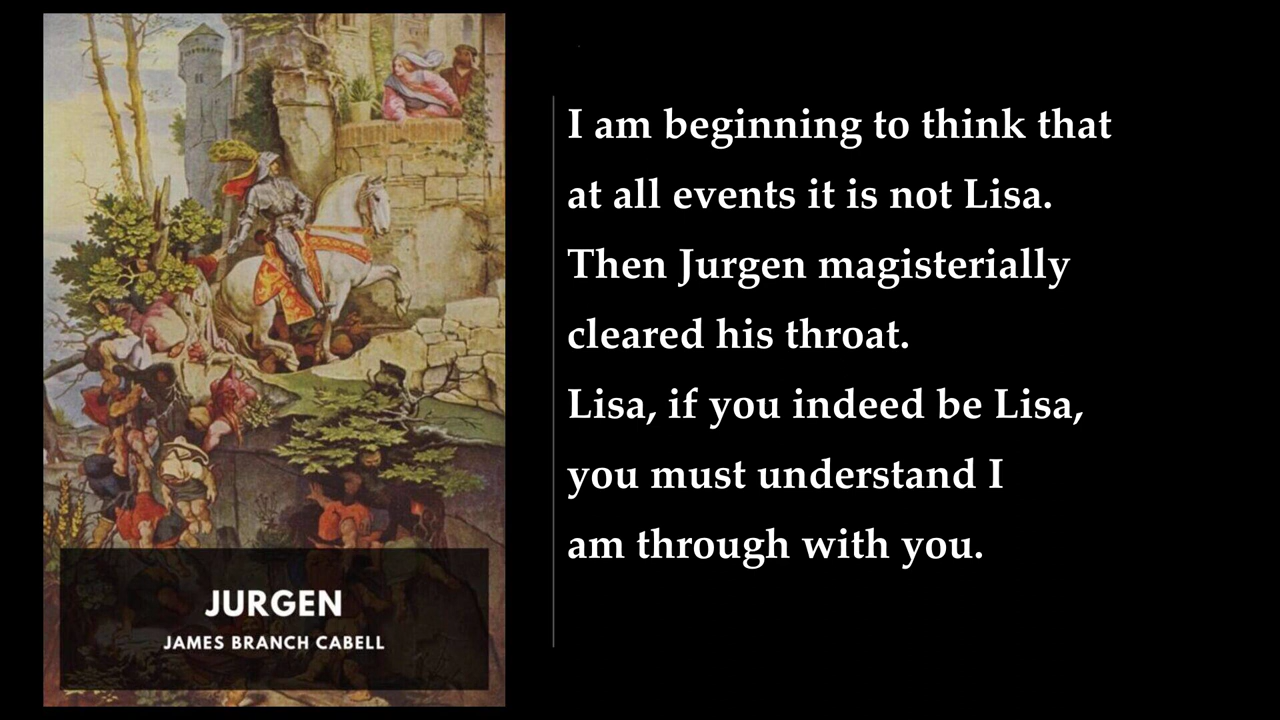 JURGEN
JAMES BRANCH CABELL
I am beginning to think that
at all events it is not Lisa.
Then Jurgen magisterially
cleared his throat.
Lisa, if you indeed be Lisa,
you must understand I
am through with you.